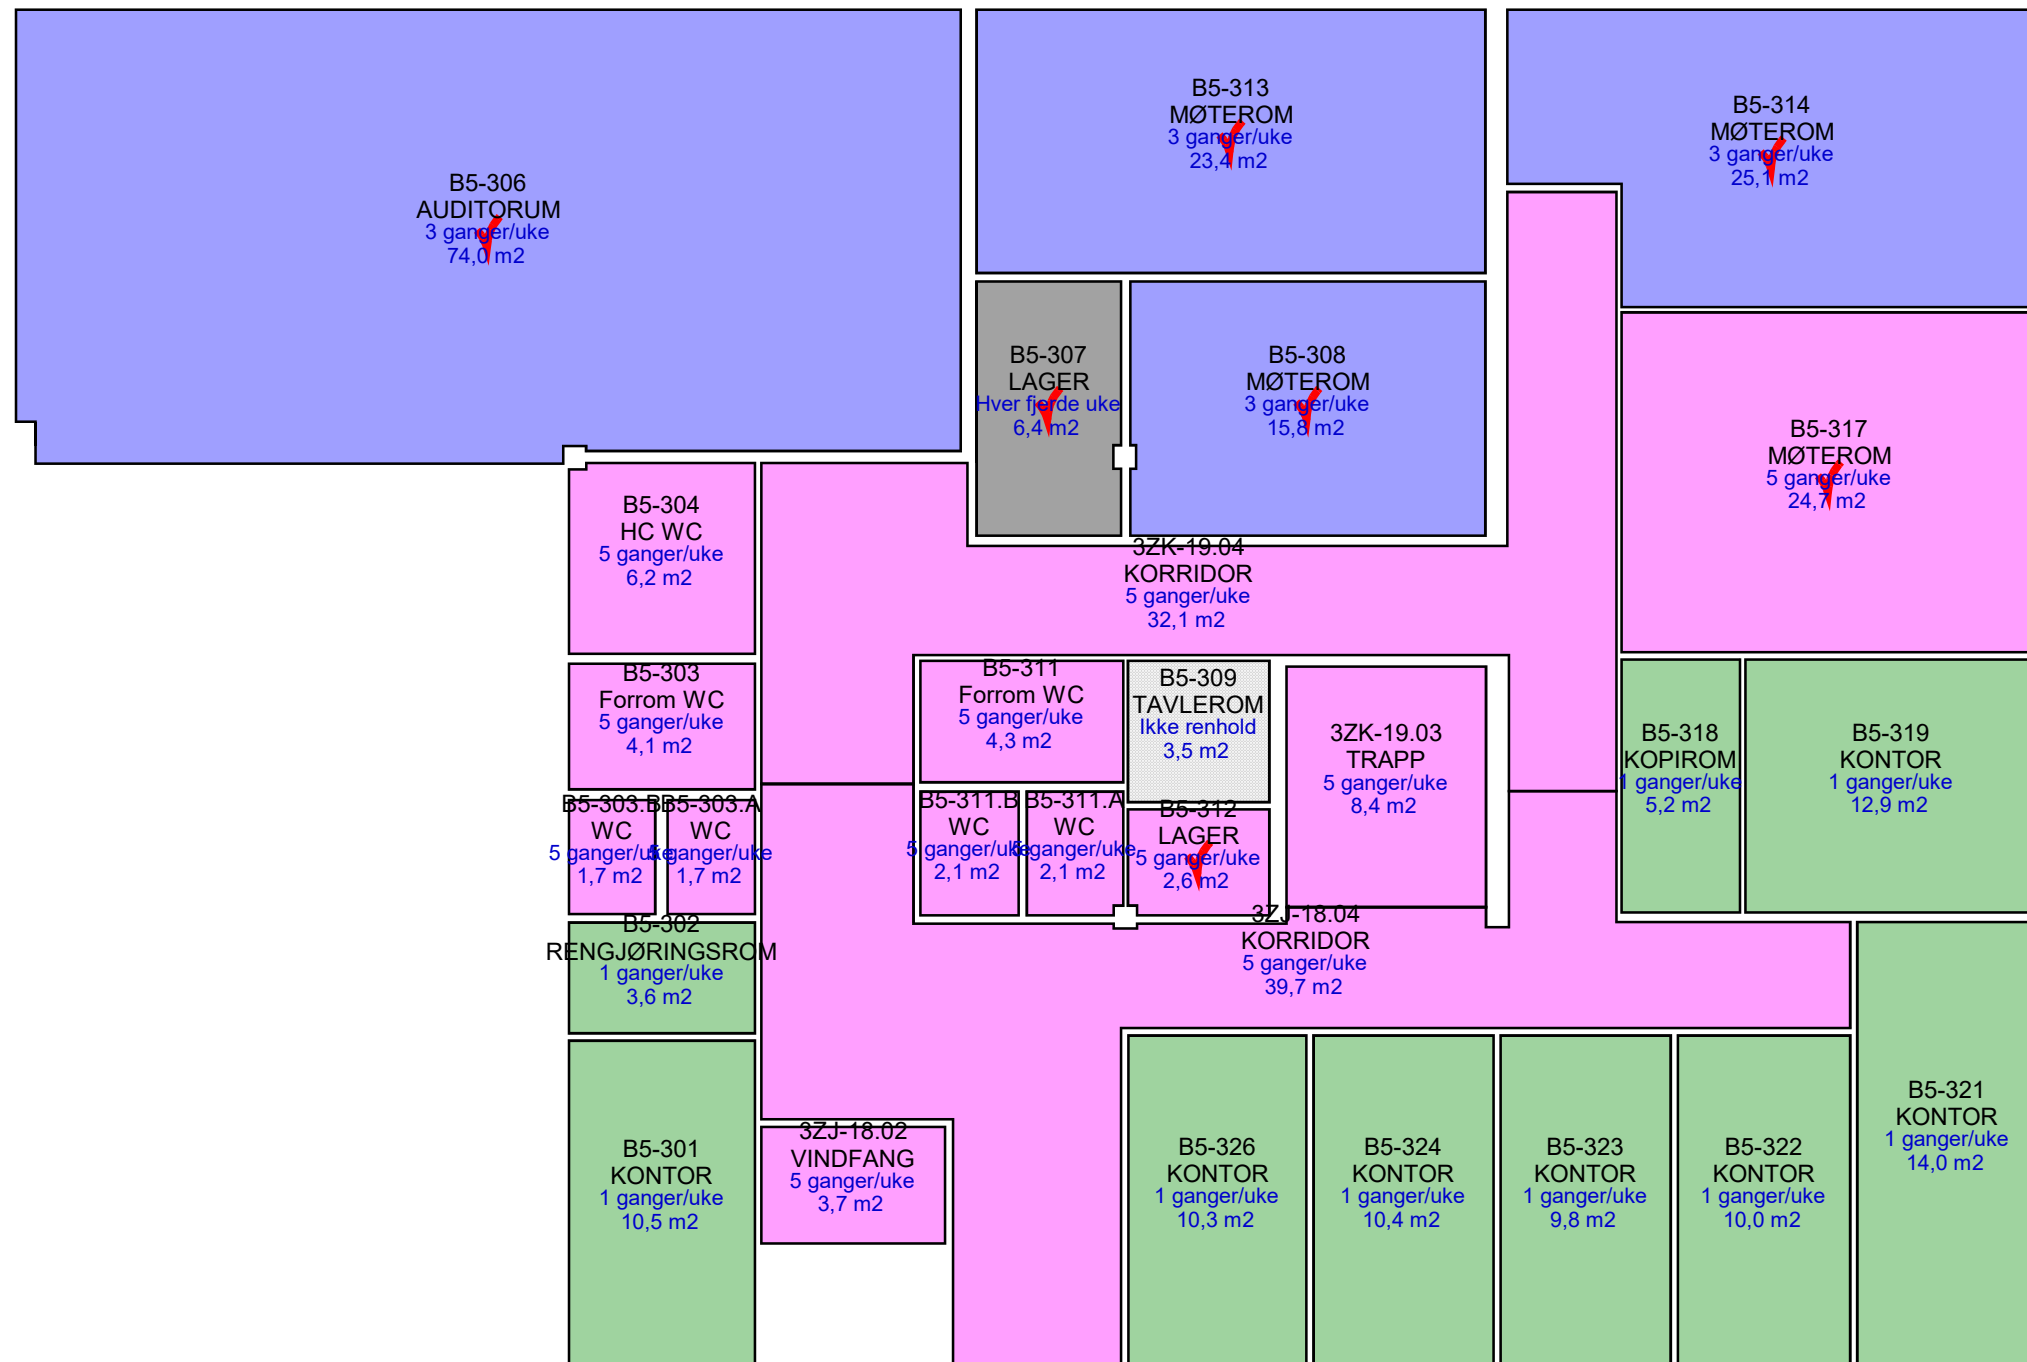 B5-306
AUDITORUM
3 ganger/uke
74,0 m2
B5-313
MØTEROM
3 ganger/uke
23,4 m2
B5-314
MØTEROM
3 ganger/uke
25,1 m2
B5-307
LAGER
Hver fjerde uke
6,4 m2
B5-308
MØTEROM
3 ganger/uke
15,8 m2
B5-317
MØTEROM
5 ganger/uke
24,7 m2
B5-304
HC WC
5 ganger/uke
6,2 m2
3ZK-19.04
KORRIDOR
5 ganger/uke
32,1 m2
B5-303
Forrom WC
5 ganger/uke
4,1 m2
B5-311
Forrom WC
5 ganger/uke
4,3 m2
B5-309
TAVLEROM
Ikke renhold
3,5 m2
3ZK-19.03
TRAPP
5 ganger/uke
8,4 m2
B5-318
KOPIROM
1 ganger/uke
5,2 m2
B5-319
KONTOR
1 ganger/uke
12,9 m2
B5-303.B
WC
5 ganger/uke
1,7 m2
B5-303.A
WC
5 ganger/uke
1,7 m2
B5-311.B
WC
5 ganger/uke
2,1 m2
B5-311.A
WC
5 ganger/uke
2,1 m2
B5-312
LAGER
5 ganger/uke
2,6 m2
B5-302
RENGJØRINGSROM
1 ganger/uke
3,6 m2
3ZJ-18.04
KORRIDOR
5 ganger/uke
39,7 m2
B5-301
KONTOR
1 ganger/uke
10,5 m2
3ZJ-18.02
VINDFANG
5 ganger/uke
3,7 m2
B5-326
KONTOR
1 ganger/uke
10,3 m2
B5-324
KONTOR
1 ganger/uke
10,4 m2
B5-323
KONTOR
1 ganger/uke
9,8 m2
B5-322
KONTOR
1 ganger/uke
10,0 m2
B5-321
KONTOR
1 ganger/uke
14,0 m2